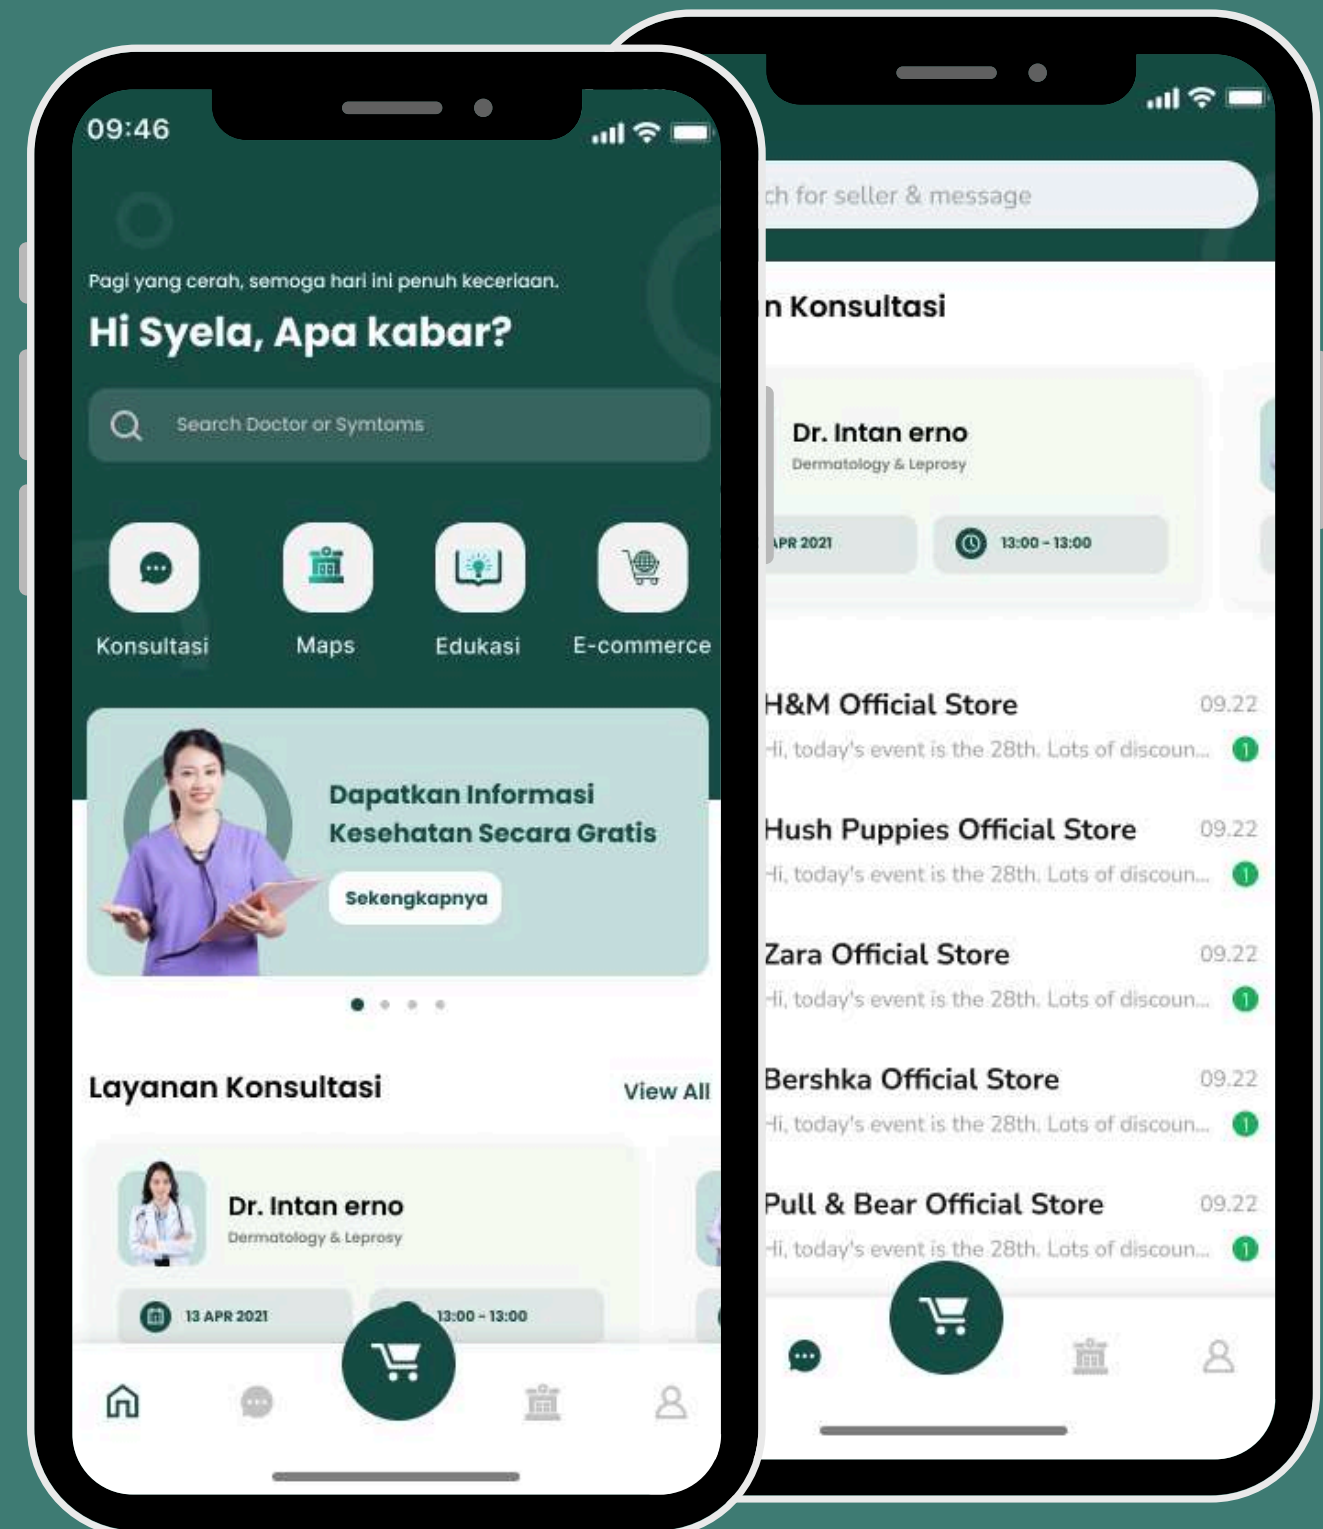 09:46
Pagi yang cerah, semoga hari ini penuh keceriaan.
Hi Syela, Apa kabar?
Search Doctor or Symtoms
Konsultasi Maps Edukasi E-commerce
Dapatkan Informasi
Kesehatan Secara Gratis
Sekengkapnya
Layanan Konsultasi View All
Dr. Intan erno
Dermatology & Leprosy
13 APR 2021 13:00 - 13:00
ch for seller & message
n Konsultasi
Dr. Intan erno
Dermatology & Leprosy
APR 2021 13:00 - 13:00
H&M Official Store 09.22
Hi, today's event is the 28th. Lots of discoun... 1
Hush Puppies Official Store 09.22
Hi, today's event is the 28th. Lots of discoun... 1
Zara Official Store 09.22
Hi, today's event is the 28th. Lots of discoun... 1
Bershka Official Store 09.22
Hi, today's event is the 28th. Lots of discoun... 1
Pull & Bear Official Store 09.22
Hi, today's event is the 28th. Lots of discoun... 1